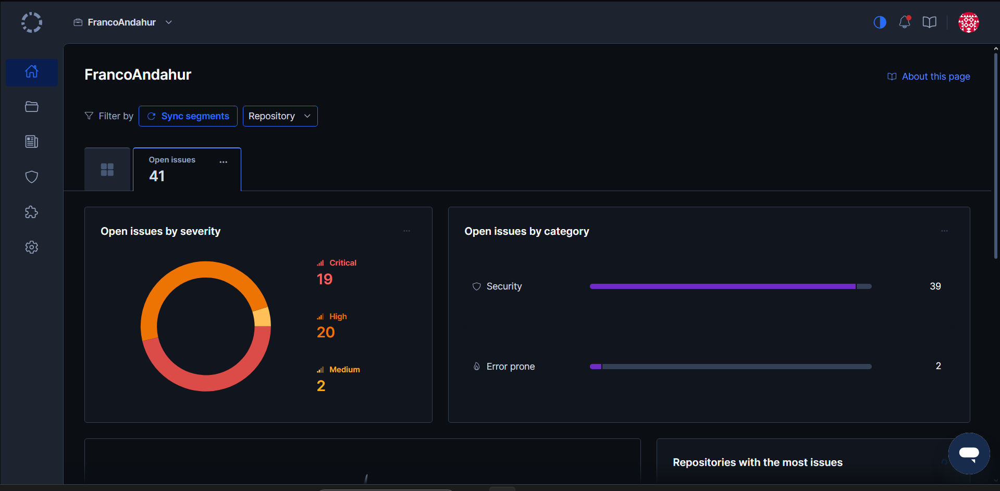 FrancoAndahur
FrancoAndahur
About this page
Filter by
Sync segments
Repository
Open issues
41
Open issues by severity
Critical
19
High
20
Medium
2
Open issues by category
Security
39
Error prone
2
Repositories with the most issues